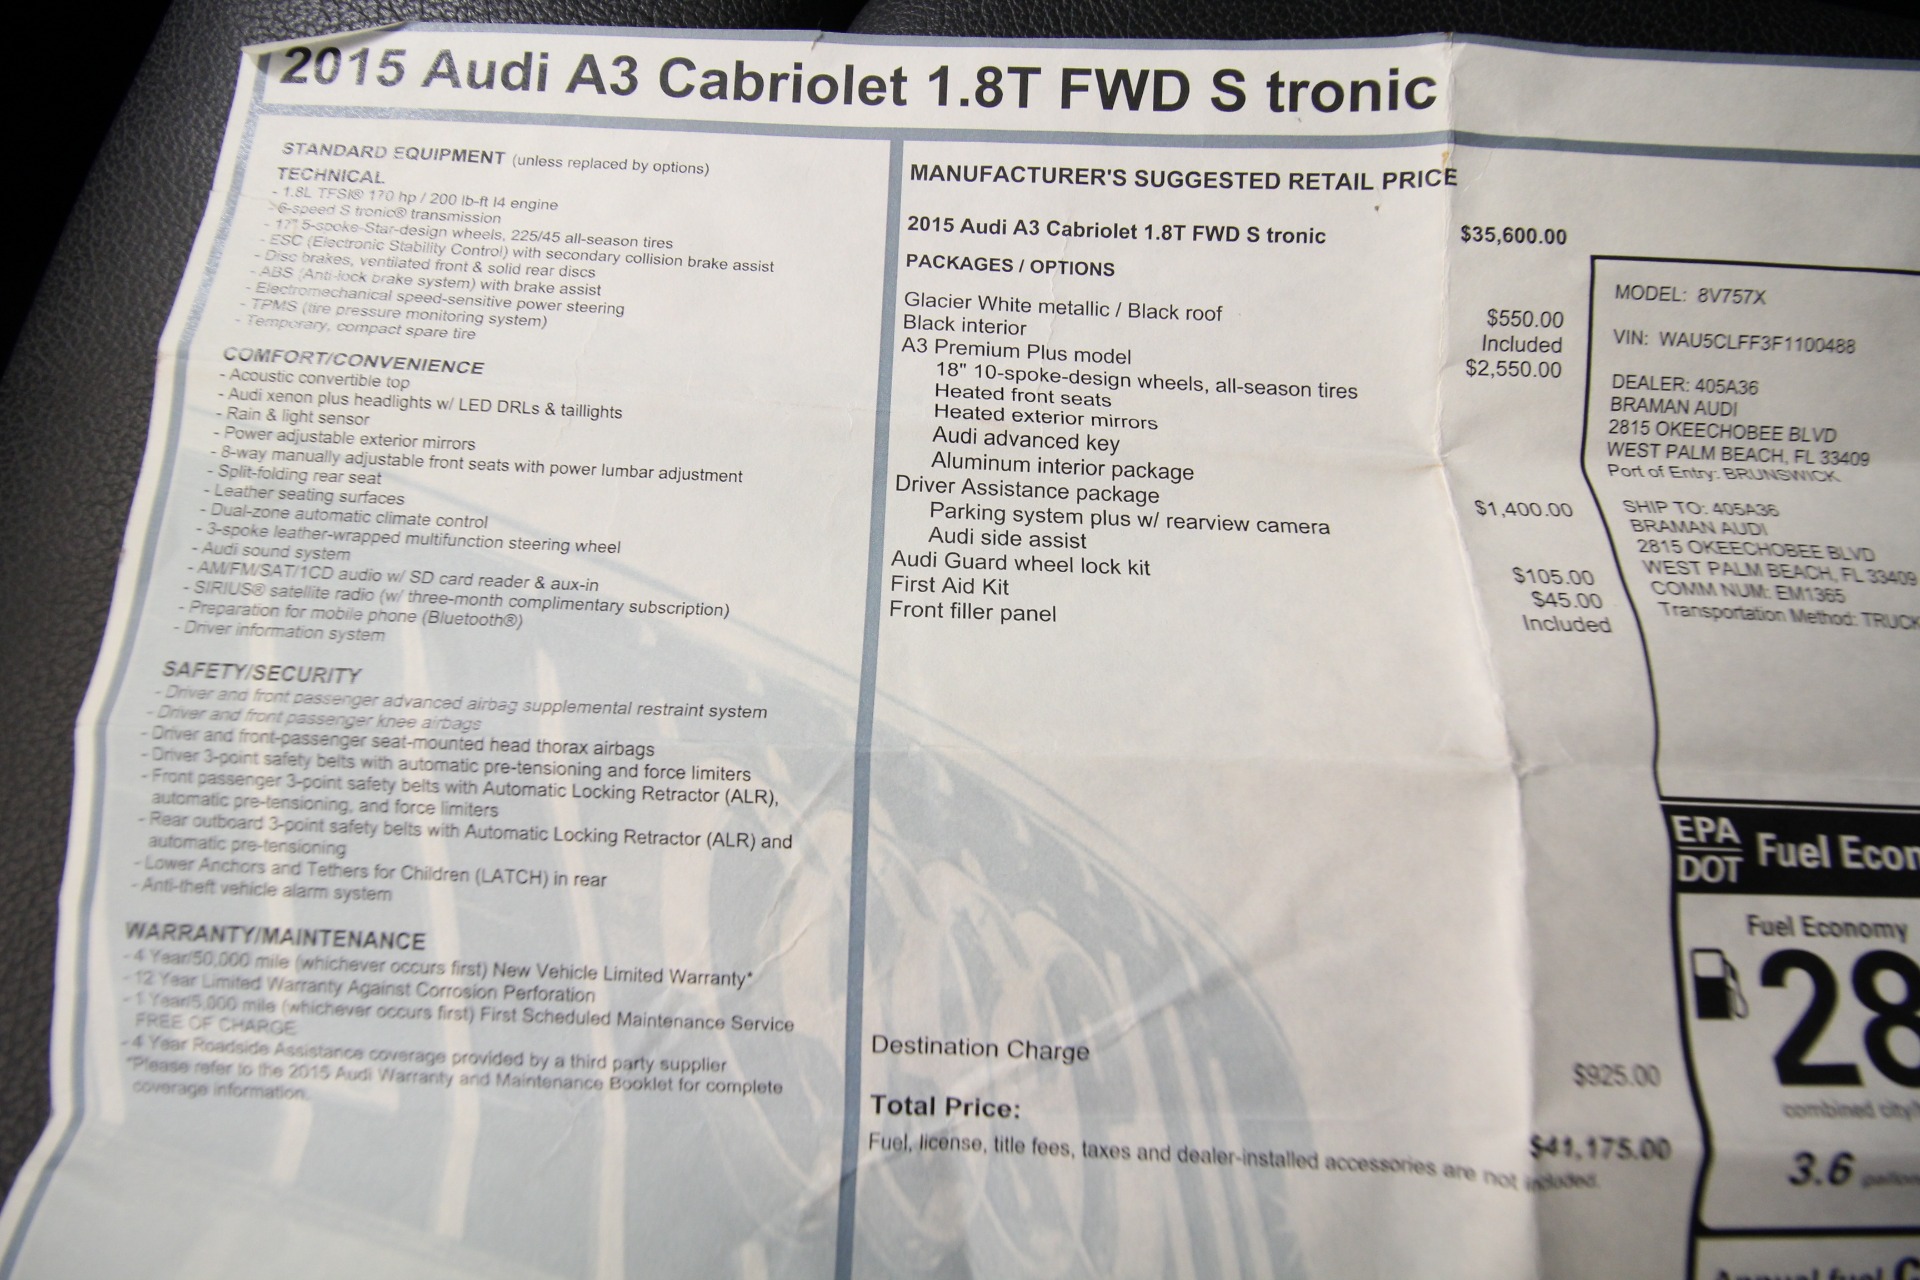 2015 Audi A3 Cabriolet 1.8T FWD S tronic
STANDARD EQUIPMENT (unless replaced by options)
TECHNICAL
- 1.8L TFSI® 170 hp / 200 lb-ft I4 engine
- 6-speed S tronic® transmission
- 17" 5-spoke-Star-design wheels, 225/45 all-season tires
- ESC (Electronic Stability Control) with secondary collision brake assist
- Disc brakes, ventilated front & solid rear discs
- ABS (Anti-lock brake system) with brake assist
- Electromechanical speed-sensitive power steering
- TPMS (tire pressure monitoring system)
- Temporary, compact spare tire
COMFORT/CONVENIENCE
- Acoustic convertible top
- Audi xenon plus headlights w/ LED DRLs & taillights
- Rain & light sensor
- Power adjustable exterior mirrors
- 8-way manually adjustable front seats with power lumbar adjustment
- Split-folding rear seat
- Leather seating surfaces
- Dual-zone automatic climate control
- 3-spoke leather-wrapped multifunction steering wheel
- Audi sound system
- AM/FM/SAT/1CD audio w/ SD card reader & aux-in
- SIRIUS® satellite radio (w/ three-month complimentary subscription)
- Preparation for mobile phone (Bluetooth®)
- Driver information system
SAFETY/SECURITY
- Driver and front passenger advanced airbag supplemental restraint system
- Driver and front passenger knee airbags
- Driver and front-passenger seat-mounted head thorax airbags
- Driver 3-point safety belts with automatic pre-tensioning and force limiters
- Front passenger 3-point safety belts with Automatic Locking Retractor (ALR),
automatic pre-tensioning, and force limiters
- Rear outboard 3-point safety belts with Automatic Locking Retractor (ALR) and
automatic pre-tensioning
- Lower Anchors and Tethers for Children (LATCH) in rear
- Anti-theft vehicle alarm system
WARRANTY/MAINTENANCE
- 4 Year/50,000 mile (whichever occurs first) New Vehicle Limited Warranty*
- 12 Year Limited Warranty Against Corrosion Perforation
- 1 Year/5,000 mile (whichever occurs first) First Scheduled Maintenance Service
FREE OF CHARGE
- 4 Year Roadside Assistance coverage provided by a third party supplier
*Please refer to the 2015 Audi Warranty and Maintenance Booklet for complete
coverage information.
MANUFACTURER'S SUGGESTED RETAIL PRICE
2015 Audi A3 Cabriolet 1.8T FWD S tronic $35,600.00
PACKAGES / OPTIONS
Glacier White metallic / Black roof $550.00
Black interior Included
A3 Premium Plus model $2,550.00
18" 10-spoke-design wheels, all-season tires
Heated front seats
Heated exterior mirrors
Audi advanced key
Aluminum interior package
Driver Assistance package $1,400.00
Parking system plus w/ rearview camera
Audi side assist
Audi Guard wheel lock kit $105.00
First Aid Kit $45.00
Front filler panel Included
Destination Charge $925.00
Total Price: $41,175.00
Fuel, license, title fees, taxes and dealer-installed accessories are not included.
MODEL: 8V757X
VIN: WAU5CLFF3F1100488
DEALER: 405A36
BRAMAN AUDI
2815 OKEECHOBEE BLVD
WEST PALM BEACH, FL 33409
Port of Entry: BRUNSWICK
SHIP TO: 405A36
BRAMAN AUDI
2815 OKEECHOBEE BLVD
WEST PALM BEACH, FL 33409
COMM NUM: EM1365
Transportation Method: TRUCK
EPA
DOT
Fuel Econ
Fuel Economy
28
combined city/
3.6 gallon
Annual fuel